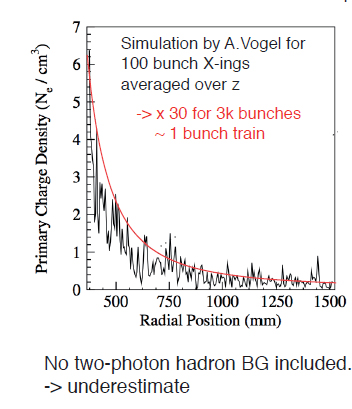 7
6
5
4
3
2
1
0
Primary Charge Density (Ne / cm³)
Simulation by A.Vogel for
100 bunch X-ings
averaged over z
-> x 30 for 3k bunches
~ 1 bunch train
500 750 1000 1250 1500
Radial Position (mm)
No two-photon hadron BG included.
-> underestimate